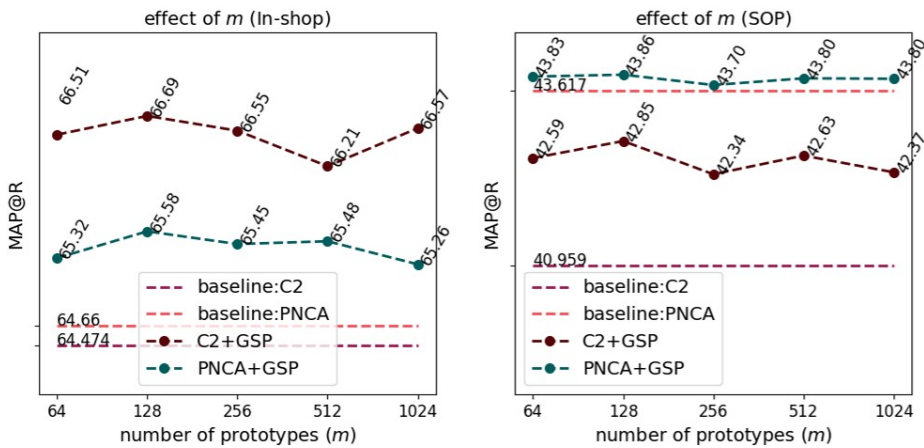 effect of m (In-shop)
66.51
66.69
66.55
66.21
66.57
65.32
65.58
65.45
65.48
65.26
64.66
64.474
MAP@R
baseline:C2
baseline:PNCA
C2+GSP
PNCA+GSP
64 128 256 512 1024
number of prototypes (m)
effect of m (SOP)
43.83
43.86
43.70
43.80
43.80
43.617
42.59
42.85
42.34
42.63
42.37
40.959
MAP@R
baseline:C2
baseline:PNCA
C2+GSP
PNCA+GSP
64 128 256 512 1024
number of prototypes (m)